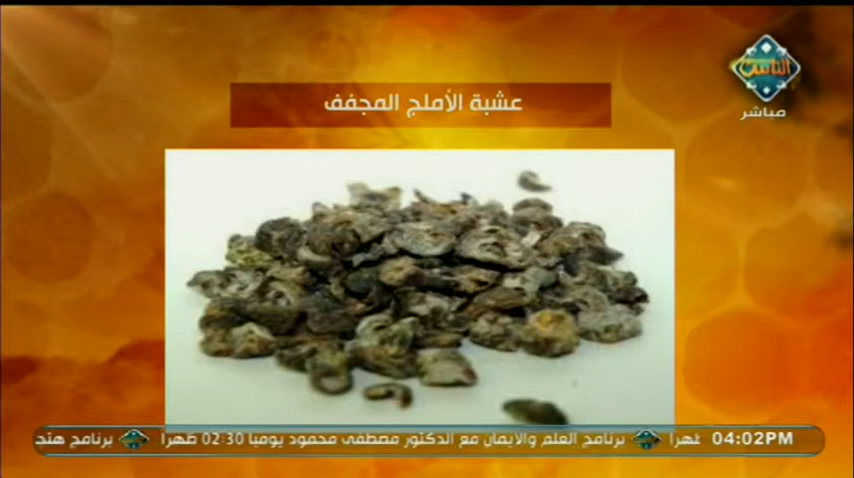 الناس
مباشر
عشبة الأملج المجفف
04:02PM ظهرا برنامج العلم والايمان مع الدكتور مصطفى محمود يوميا 02:30 ظهرا برنامج هتحد